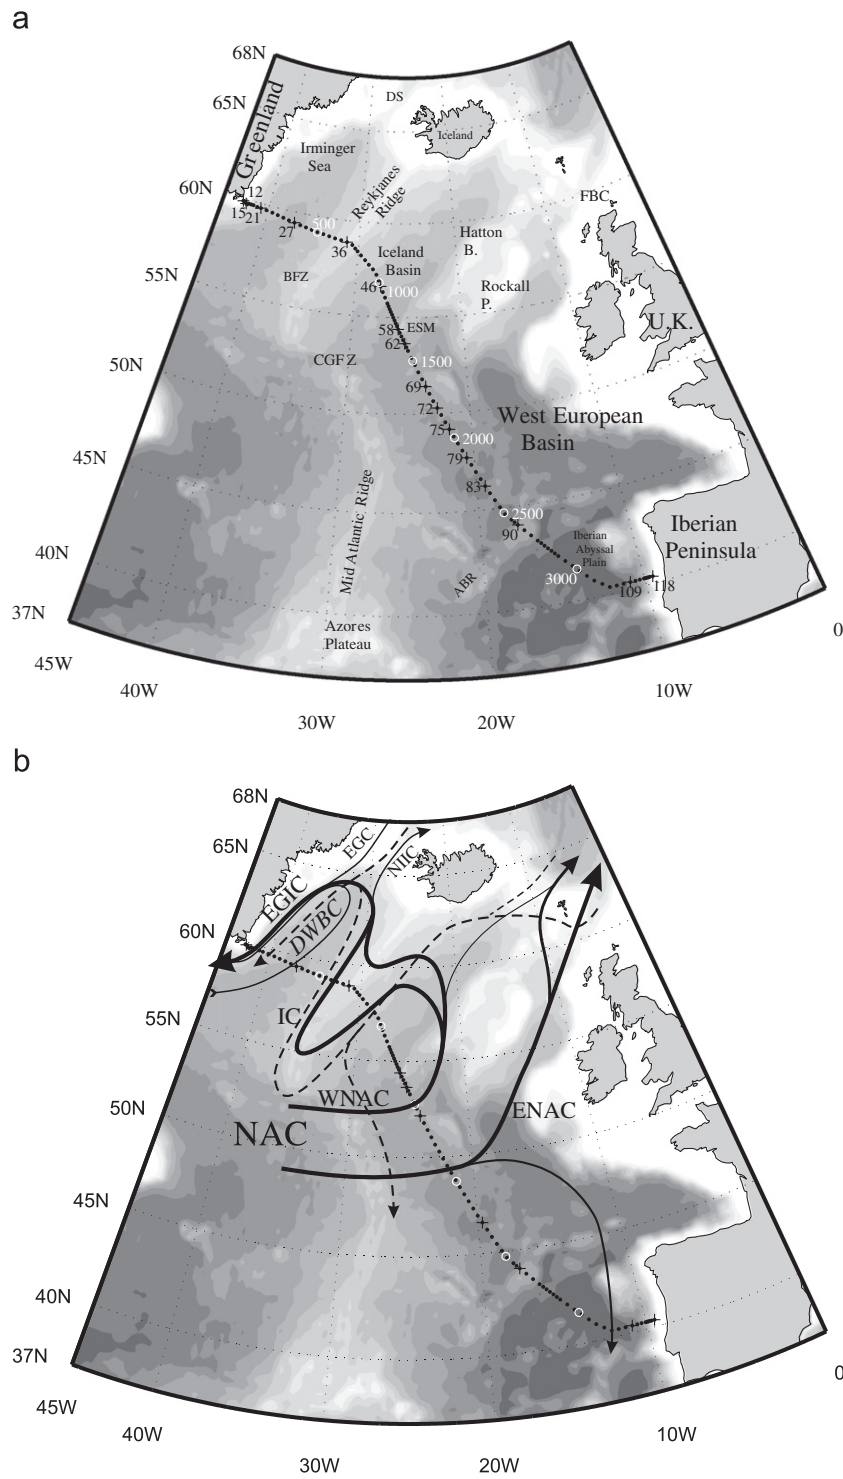 a
68N
DS
65N
Greenland
Iceland
Irminger
Sea
60N
12
15
21
Reykjanes
Ridge
FBC
500
27
36
Hatton
B.
Iceland
Basin
55N
BFZ
46
1000
Rockall
P.
58
ESM
U.K.
62
CGFZ
1500
50N
69
72
West European
Basin
75
2000
45N
79
83
Mid Atlantic Ridge
2500
90
Iberian
Abyssal
Plain
Iberian
Peninsula
40N
3000
ABR
109
118
37N
Azores
Plateau
0
45W
40W
10W
30W
20W
b
68N
EGC
65N
NIIC
EGIC
DWBC
60N
IC
55N
WNAC
50N
ENAC
NAC
45N
40N
37N
0
45W
40W
10W
30W
20W